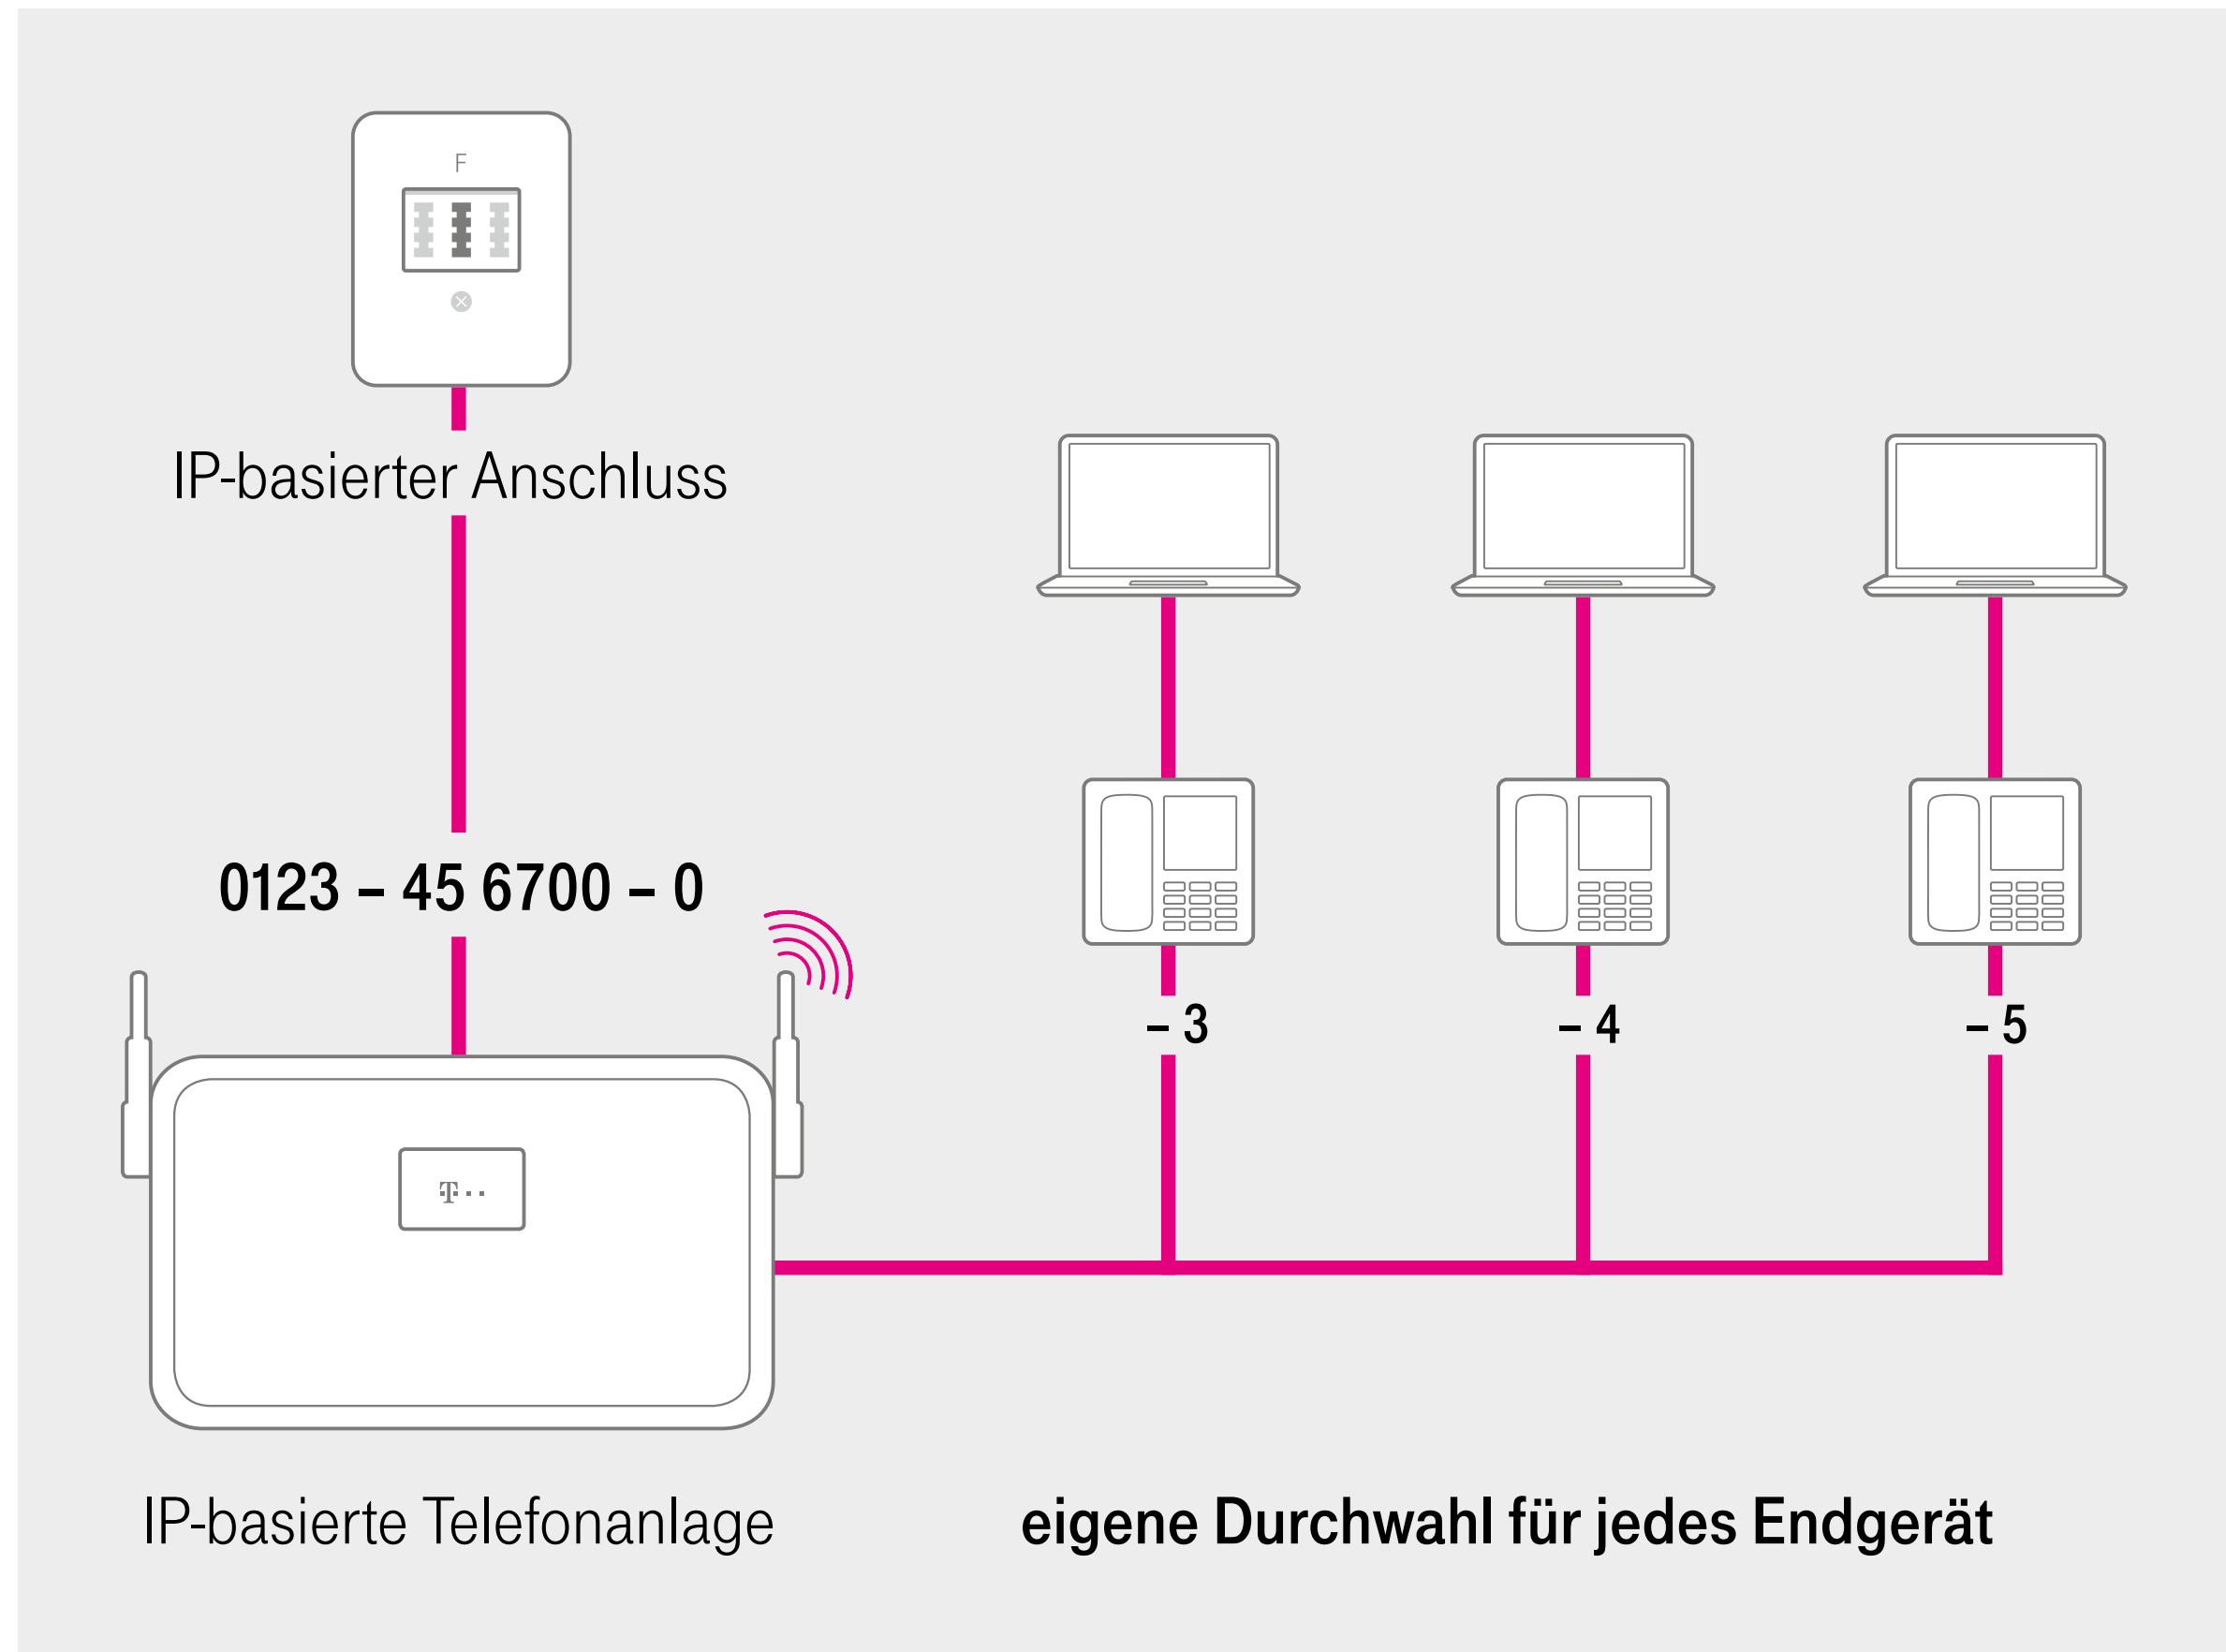 F
IP-basierter Anschluss
0123 – 45 6700 – 0
– 3
– 4
– 5
T
IP-basierte Telefonanlage
eigene Durchwahl für jedes Endgerät